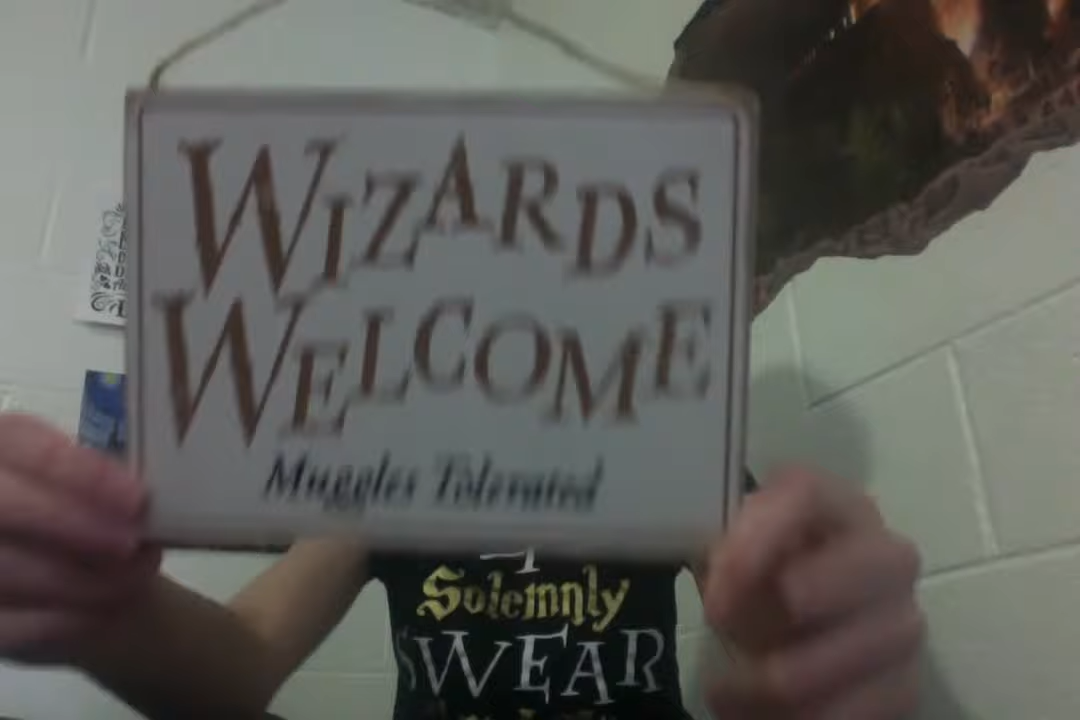 WIZARDS
WELCOME
Muggles Tolerated
I
Solemnly
SWEAR